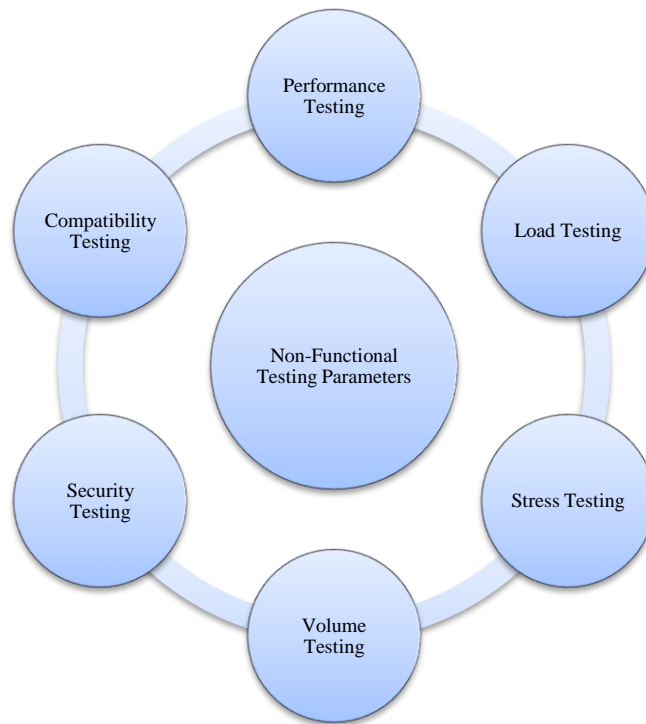 Performance
Testing
Compatibility
Testing
Load Testing
Non-Functional
Testing Parameters
Security
Testing
Stress Testing
Volume
Testing